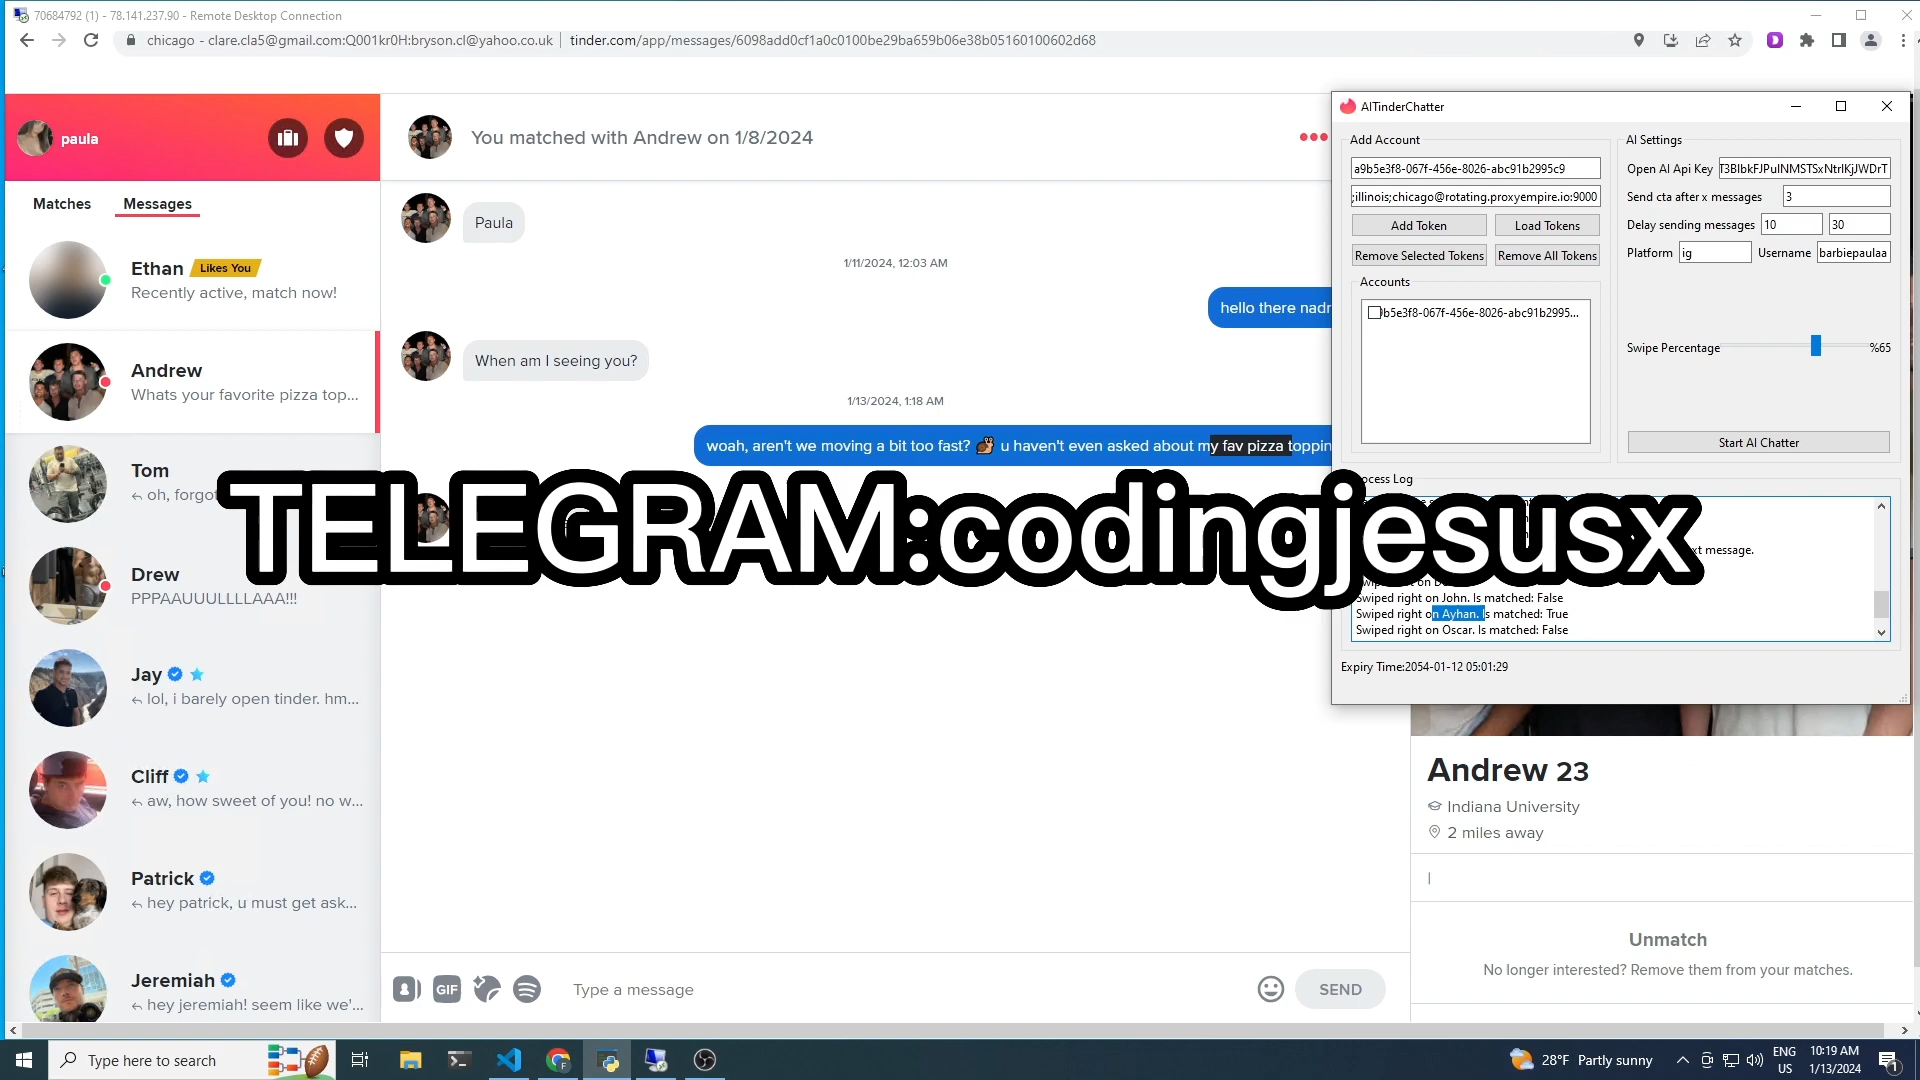 70684792 (1) - 78.141.237.90 - Remote Desktop Connection
chicago - clare.cla5@gmail.com:Q001kr0H:bryson.cl@yahoo.co.uk | tinder.com/app/messages/6098add0cf1a0c0100be29ba659b06e38b05160100602d68
paula
Matches Messages
Ethan Likes You
Recently active, match now!
Andrew
Whats your favorite pizza top...
Tom
oh, forgot
Drew
PPPAAUUULLLLAAA!!!
Jay
lol, i barely open tinder. hm...
Cliff
aw, how sweet of you! no w...
Patrick
hey patrick, u must get ask...
Jeremiah
hey jeremiah! seem like we'...
You matched with Andrew on 1/8/2024
Paula
1/11/2024, 12:03 AM
hello there nadr
When am I seeing you?
1/13/2024, 1:18 AM
woah, aren't we moving a bit too fast? u haven't even asked about my fav pizza toppin
TELEGRAM:codingjesusx
GIF
Type a message
SEND
AITinderChatter
Add Account
a9b5e3f8-067f-456e-8026-abc91b2995c9
;illinois;chicago@rotating.proxyempire.io:9000
Add Token Load Tokens
Remove Selected Tokens Remove All Tokens
Accounts
9b5e3f8-067f-456e-8026-abc91b2995...
AI Settings
Open AI Api Key T3BlbkFJPulNMSTSxNtrlKjJWDrT
Send cta after x messages 3
Delay sending messages 10 30
Platform ig Username barbiepaulaa
Swipe Percentage %65
Start AI Chatter
ocess Log
xt message.
Swiped right on John. Is matched: False
Swiped right on Ayhan. Is matched: True
Swiped right on Oscar. Is matched: False
Expiry Time:2054-01-12 05:01:29
Andrew 23
Indiana University
2 miles away
Unmatch
No longer interested? Remove them from your matches.
Type here to search
28°F Partly sunny
ENG
US
10:19 AM
1/13/2024
1